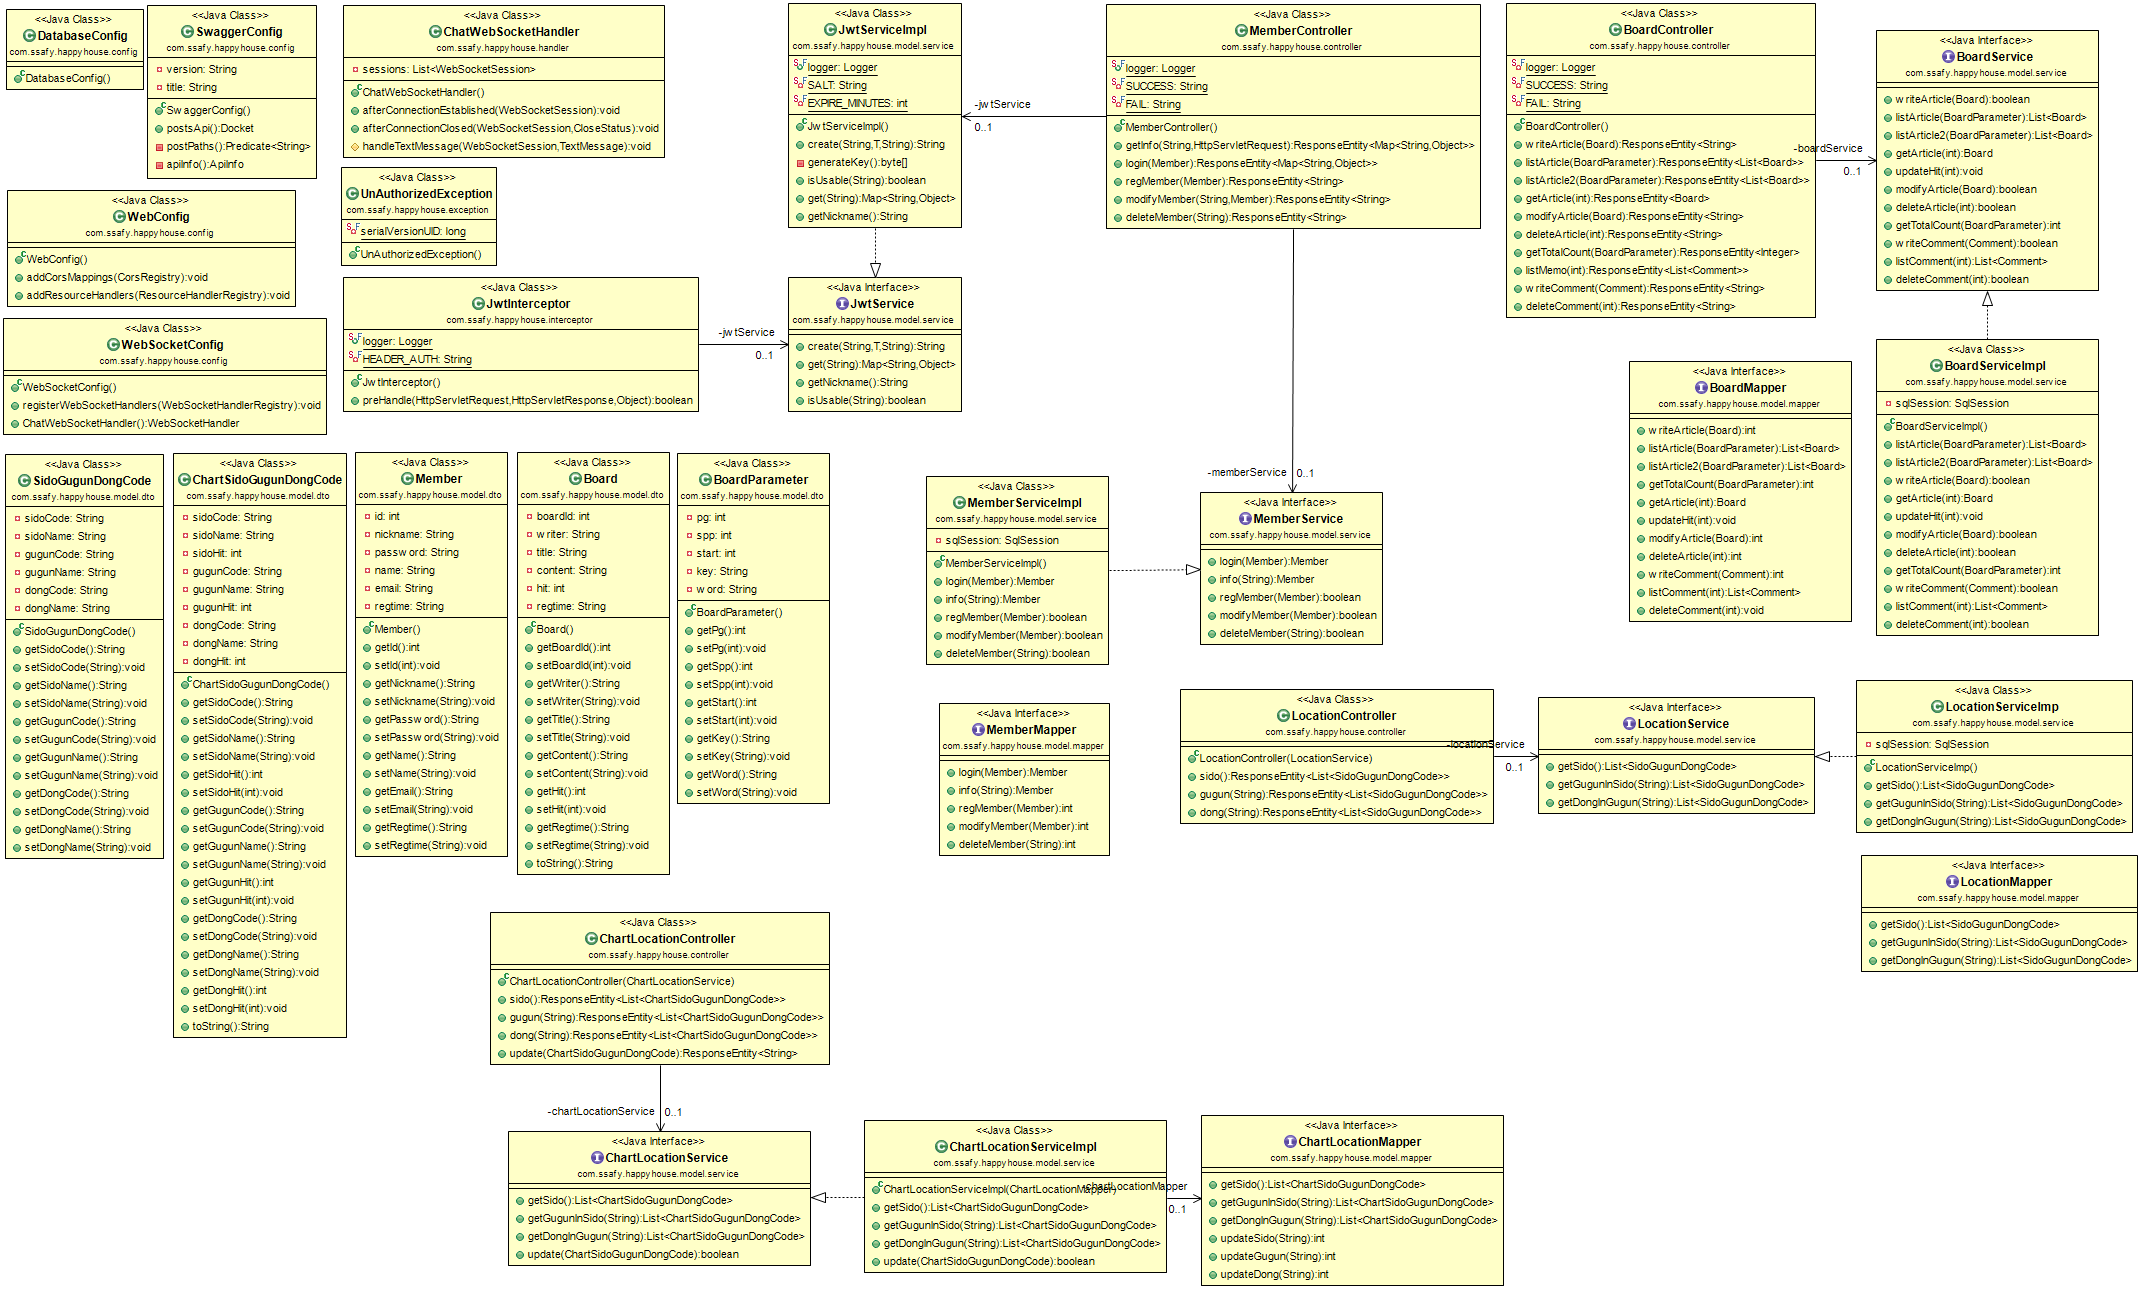 <<Java Class>>
DatabaseConfig
com.ssafy.happyhouse.config
DatabaseConfig()
<<Java Class>>
SwaggerConfig
com.ssafy.happyhouse.config
version: String
title: String
SwaggerConfig()
postsApi():Docket
postPaths():Predicate<String>
apiInfo():ApiInfo
<<Java Class>>
ChatWebSocketHandler
com.ssafy.happyhouse.handler
sessions: List<WebSocketSession>
ChatWebSocketHandler()
afterConnectionEstablished(WebSocketSession):void
afterConnectionClosed(WebSocketSession,CloseStatus):void
handleTextMessage(WebSocketSession,TextMessage):void
<<Java Class>>
JwtServiceImpl
com.ssafy.happyhouse.model.service
logger: Logger
SALT: String
EXPIRE_MINUTES: int
JwtServiceImpl()
create(String,T,String):String
generateKey():byte[]
isUsable(String):boolean
get(String):Map<String,Object>
getNickname():String
-jwtService
0..1
<<Java Class>>
MemberController
com.ssafy.happyhouse.controller
logger: Logger
SUCCESS: String
FAIL: String
MemberController()
getInfo(String,HttpServletRequest):ResponseEntity<Map<String,Object>>
login(Member):ResponseEntity<Map<String,Object>>
regMember(Member):ResponseEntity<String>
modifyMember(String,Member):ResponseEntity<String>
deleteMember(String):ResponseEntity<String>
<<Java Class>>
BoardController
com.ssafy.happyhouse.controller
logger: Logger
SUCCESS: String
FAIL: String
BoardController()
writeArticle(Board):ResponseEntity<String>
listArticle(BoardParameter):ResponseEntity<List<Board>>
listArticle2(BoardParameter):ResponseEntity<List<Board>>
getArticle(int):ResponseEntity<Board>
modifyArticle(Board):ResponseEntity<String>
deleteArticle(int):ResponseEntity<String>
getTotalCount(BoardParameter):ResponseEntity<Integer>
listMemo(int):ResponseEntity<List<Comment>>
writeComment(Comment):ResponseEntity<String>
deleteComment(int):ResponseEntity<String>
-boardService
0..1
<<Java Interface>>
BoardService
com.ssafy.happyhouse.model.service
writeArticle(Board):boolean
listArticle(BoardParameter):List<Board>
listArticle2(BoardParameter):List<Board>
getArticle(int):Board
updateHit(int):void
modifyArticle(Board):boolean
deleteArticle(int):boolean
getTotalCount(BoardParameter):int
writeComment(Comment):boolean
listComment(int):List<Comment>
deleteComment(int):boolean
<<Java Class>>
WebConfig
com.ssafy.happyhouse.config
WebConfig()
addCorsMappings(CorsRegistry):void
addResourceHandlers(ResourceHandlerRegistry):void
<<Java Class>>
UnAuthorizedException
com.ssafy.happyhouse.exception
serialVersionUID: long
UnAuthorizedException()
<<Java Class>>
JwtInterceptor
com.ssafy.happyhouse.interceptor
logger: Logger
HEADER_AUTH: String
JwtInterceptor()
preHandle(HttpServletRequest,HttpServletResponse,Object):boolean
-jwtService
0..1
<<Java Interface>>
JwtService
com.ssafy.happyhouse.model.service
create(String,T,String):String
get(String):Map<String,Object>
getNickname():String
isUsable(String):boolean
<<Java Class>>
WebSocketConfig
com.ssafy.happyhouse.config
WebSocketConfig()
registerWebSocketHandlers(WebSocketHandlerRegistry):void
ChatWebSocketHandler():WebSocketHandler
<<Java Interface>>
BoardMapper
com.ssafy.happyhouse.model.mapper
writeArticle(Board):int
listArticle(BoardParameter):List<Board>
listArticle2(BoardParameter):List<Board>
getTotalCount(BoardParameter):int
getArticle(int):Board
updateHit(int):void
modifyArticle(Board):int
deleteArticle(int):int
writeComment(Comment):int
listComment(int):List<Comment>
deleteComment(int):void
<<Java Class>>
BoardServiceImpl
com.ssafy.happyhouse.model.service
sqlSession: SqlSession
BoardServiceImpl()
listArticle(BoardParameter):List<Board>
listArticle2(BoardParameter):List<Board>
writeArticle(Board):boolean
getArticle(int):Board
updateHit(int):void
modifyArticle(Board):boolean
deleteArticle(int):boolean
getTotalCount(BoardParameter):int
writeComment(Comment):boolean
listComment(int):List<Comment>
deleteComment(int):boolean
<<Java Class>>
SidoGugunDongCode
com.ssafy.happyhouse.model.dto
sidoCode: String
sidoName: String
gugunCode: String
gugunName: String
dongCode: String
dongName: String
SidoGugunDongCode()
getSidoCode():String
setSidoCode(String):void
getSidoName():String
setSidoName(String):void
getGugunCode():String
setGugunCode(String):void
getGugunName():String
setGugunName(String):void
getDongCode():String
setDongCode(String):void
getDongName():String
setDongName(String):void
<<Java Class>>
ChartSidoGugunDongCode
com.ssafy.happyhouse.model.dto
sidoCode: String
sidoName: String
sidoHit: int
gugunCode: String
gugunName: String
gugunHit: int
dongCode: String
dongName: String
dongHit: int
ChartSidoGugunDongCode()
getSidoCode():String
setSidoCode(String):void
getSidoName():String
setSidoName(String):void
getSidoHit():int
setSidoHit(int):void
getGugunCode():String
setGugunCode(String):void
getGugunName():String
setGugunName(String):void
getGugunHit():int
setGugunHit(int):void
getDongCode():String
setDongCode(String):void
getDongName():String
setDongName(String):void
getDongHit():int
setDongHit(int):void
toString():String
<<Java Class>>
Member
com.ssafy.happyhouse.model.dto
id: int
nickname: String
password: String
name: String
email: String
regtime: String
Member()
getId():int
setId(int):void
getNickname():String
setNickname(String):void
getPassword():String
setPassword(String):void
getName():String
setName(String):void
getEmail():String
setEmail(String):void
getRegtime():String
setRegtime(String):void
<<Java Class>>
Board
com.ssafy.happyhouse.model.dto
boardId: int
writer: String
title: String
content: String
hit: int
regtime: String
Board()
getBoardId():int
setBoardId(int):void
getWriter():String
setWriter(String):void
getTitle():String
setTitle(String):void
getContent():String
setContent(String):void
getHit():int
setHit(int):void
getRegtime():String
setRegtime(String):void
toString():String
<<Java Class>>
BoardParameter
com.ssafy.happyhouse.model.dto
pg: int
spp: int
start: int
key: String
word: String
BoardParameter()
getPg():int
setPg(int):void
getSpp():int
setSpp(int):void
getStart():int
setStart(int):void
getKey():String
setKey(String):void
getWord():String
setWord(String):void
<<Java Class>>
MemberServiceImpl
com.ssafy.happyhouse.model.service
sqlSession: SqlSession
MemberServiceImpl()
login(Member):Member
info(String):Member
regMember(Member):boolean
modifyMember(Member):boolean
deleteMember(String):boolean
-memberService
0..1
<<Java Interface>>
MemberService
com.ssafy.happyhouse.model.service
login(Member):Member
info(String):Member
regMember(Member):boolean
modifyMember(Member):boolean
deleteMember(String):boolean
<<Java Interface>>
MemberMapper
com.ssafy.happyhouse.model.mapper
login(Member):Member
info(String):Member
regMember(Member):int
modifyMember(Member):int
deleteMember(String):int
<<Java Class>>
LocationController
com.ssafy.happyhouse.controller
LocationController(LocationService)
sido():ResponseEntity<List<SidoGugunDongCode>>
gugun(String):ResponseEntity<List<SidoGugunDongCode>>
dong(String):ResponseEntity<List<SidoGugunDongCode>>
-locationService
0..1
<<Java Interface>>
LocationService
com.ssafy.happyhouse.model.service
getSido():List<SidoGugunDongCode>
getGugunInSido(String):List<SidoGugunDongCode>
getDongInGugun(String):List<SidoGugunDongCode>
<<Java Class>>
LocationServiceImp
com.ssafy.happyhouse.model.service
sqlSession: SqlSession
LocationServiceImp()
getSido():List<SidoGugunDongCode>
getGugunInSido(String):List<SidoGugunDongCode>
getDongInGugun(String):List<SidoGugunDongCode>
<<Java Interface>>
LocationMapper
com.ssafy.happyhouse.model.mapper
getSido():List<SidoGugunDongCode>
getGugunInSido(String):List<SidoGugunDongCode>
getDongInGugun(String):List<SidoGugunDongCode>
<<Java Class>>
ChartLocationController
com.ssafy.happyhouse.controller
ChartLocationController(ChartLocationService)
sido():ResponseEntity<List<ChartSidoGugunDongCode>>
gugun(String):ResponseEntity<List<ChartSidoGugunDongCode>>
dong(String):ResponseEntity<List<ChartSidoGugunDongCode>>
update(ChartSidoGugunDongCode):ResponseEntity<String>
-chartLocationService
0..1
<<Java Interface>>
ChartLocationService
com.ssafy.happyhouse.model.service
getSido():List<ChartSidoGugunDongCode>
getGugunInSido(String):List<ChartSidoGugunDongCode>
getDongInGugun(String):List<ChartSidoGugunDongCode>
update(ChartSidoGugunDongCode):boolean
<<Java Class>>
ChartLocationServiceImpl
com.ssafy.happyhouse.model.service
ChartLocationServiceImpl(ChartLocationMapper)
getSido():List<ChartSidoGugunDongCode>
getGugunInSido(String):List<ChartSidoGugunDongCode>
getDongInGugun(String):List<ChartSidoGugunDongCode>
update(ChartSidoGugunDongCode):boolean
-chartLocationMapper
0..1
<<Java Interface>>
ChartLocationMapper
com.ssafy.happyhouse.model.mapper
getSido():List<ChartSidoGugunDongCode>
getGugunInSido(String):List<ChartSidoGugunDongCode>
getDongInGugun(String):List<ChartSidoGugunDongCode>
updateSido(String):int
updateGugun(String):int
updateDong(String):int